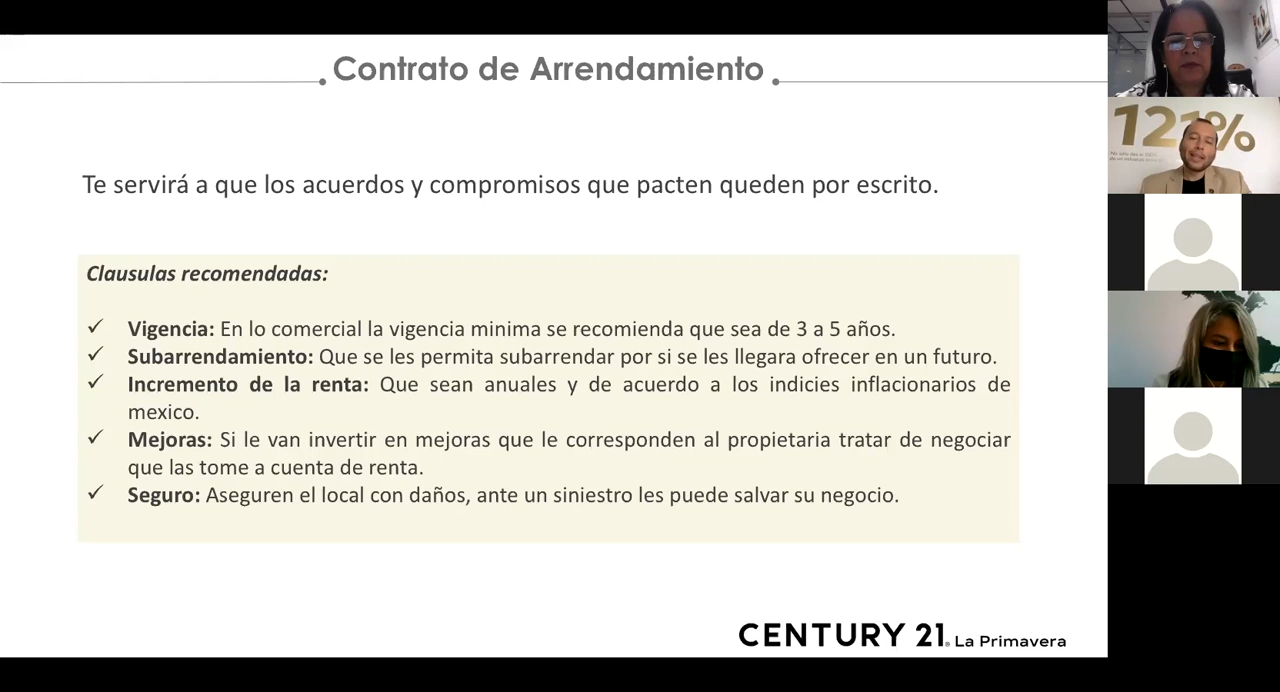 Contrato de Arrendamiento
Te servirá a que los acuerdos y compromisos que pacten queden por escrito.
Clausulas recomendadas:
✓ Vigencia: En lo comercial la vigencia minima se recomienda que sea de 3 a 5 años.
✓ Subarrendamiento: Que se les permita subarrendar por si se les llegara ofrecer en un futuro.
✓ Incremento de la renta: Que sean anuales y de acuerdo a los indicies inflacionarios de
mexico.
✓ Mejoras: Si le van invertir en mejoras que le corresponden al propietaria tratar de negociar
que las tome a cuenta de renta.
✓ Seguro: Aseguren el local con daños, ante un siniestro les puede salvar su negocio.
CENTURY 21® La Primavera
121%